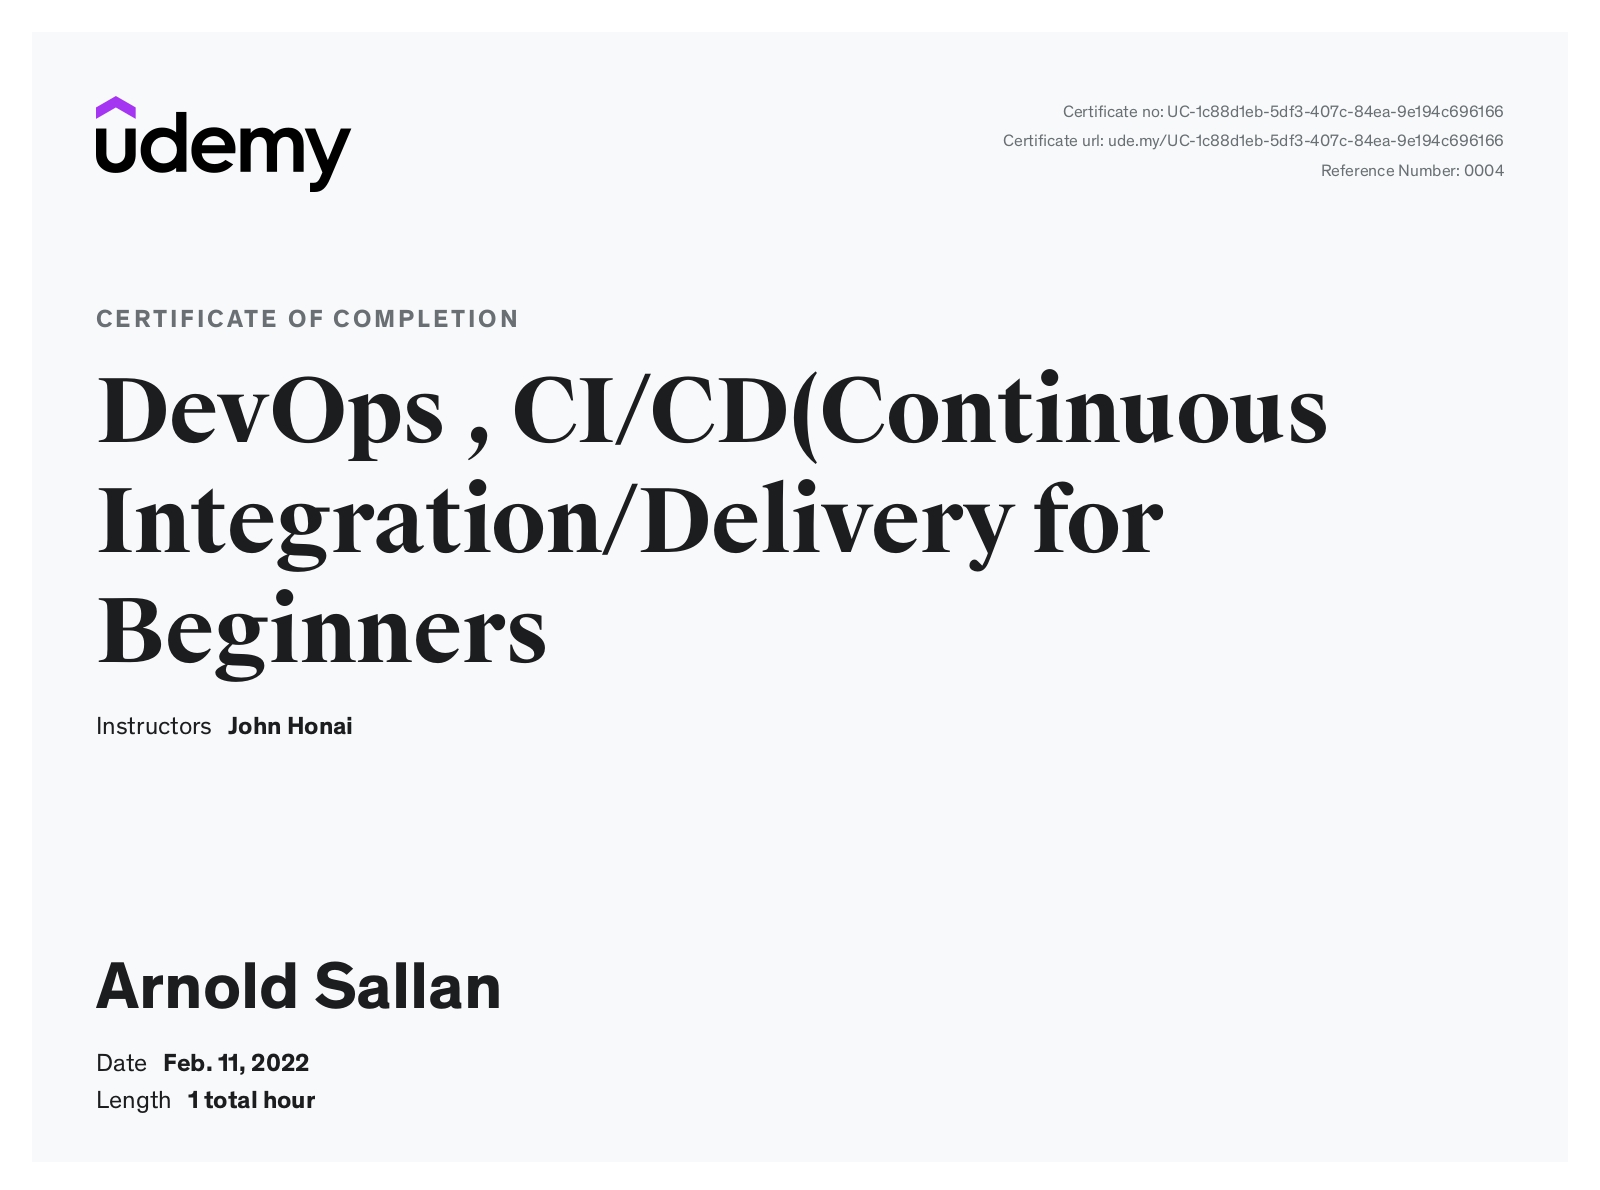 udemy
Certificate no: UC-1c88d1eb-5df3-407c-84ea-9e194c696166
Certificate url: ude.my/UC-1c88d1eb-5df3-407c-84ea-9e194c696166
Reference Number: 0004
CERTIFICATE OF COMPLETION
DevOps , CI/CD(Continuous
Integration/Delivery for
Beginners
Instructors John Honai
Arnold Sallan
Date Feb. 11, 2022
Length 1 total hour